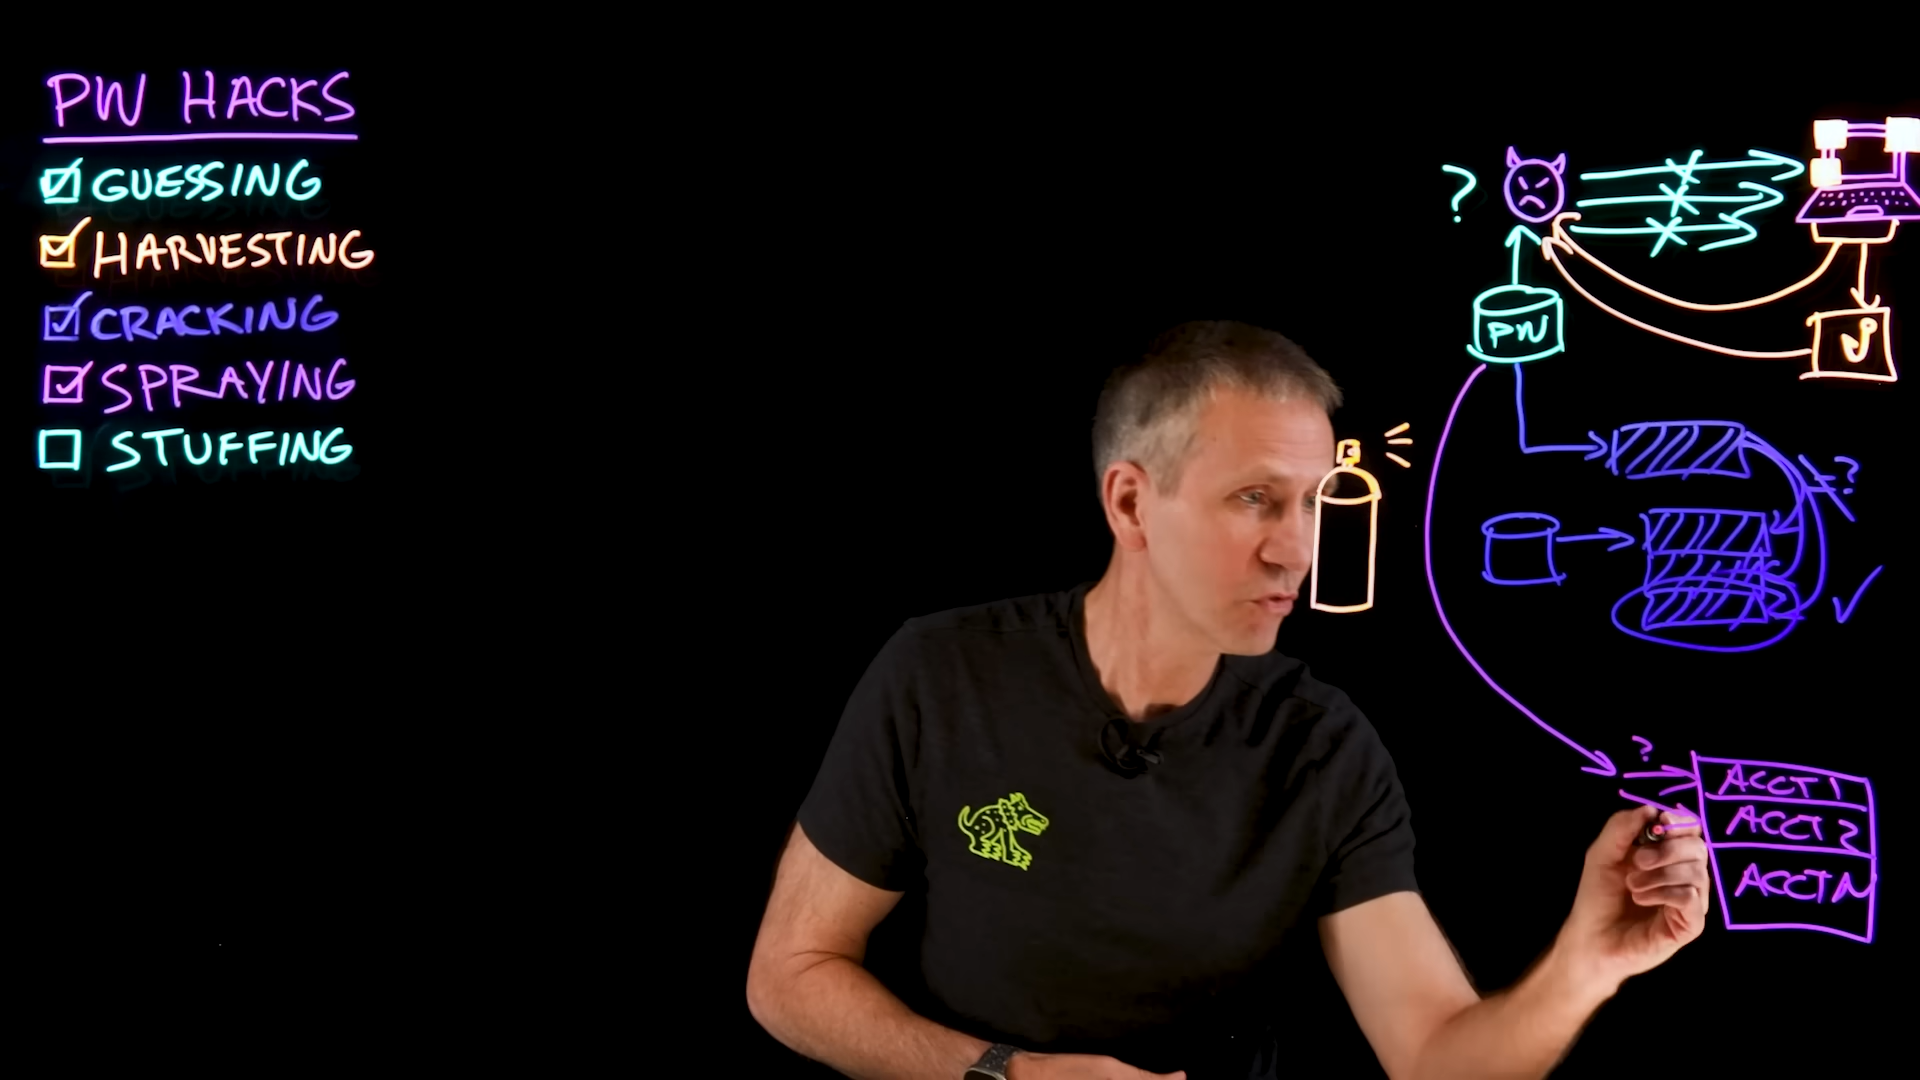 PW HACKS
GUESSING
HARVESTING
CRACKING
SPRAYING
STUFFING
?
PW
=?
?
ACCT 1
ACCT 2
ACCT N